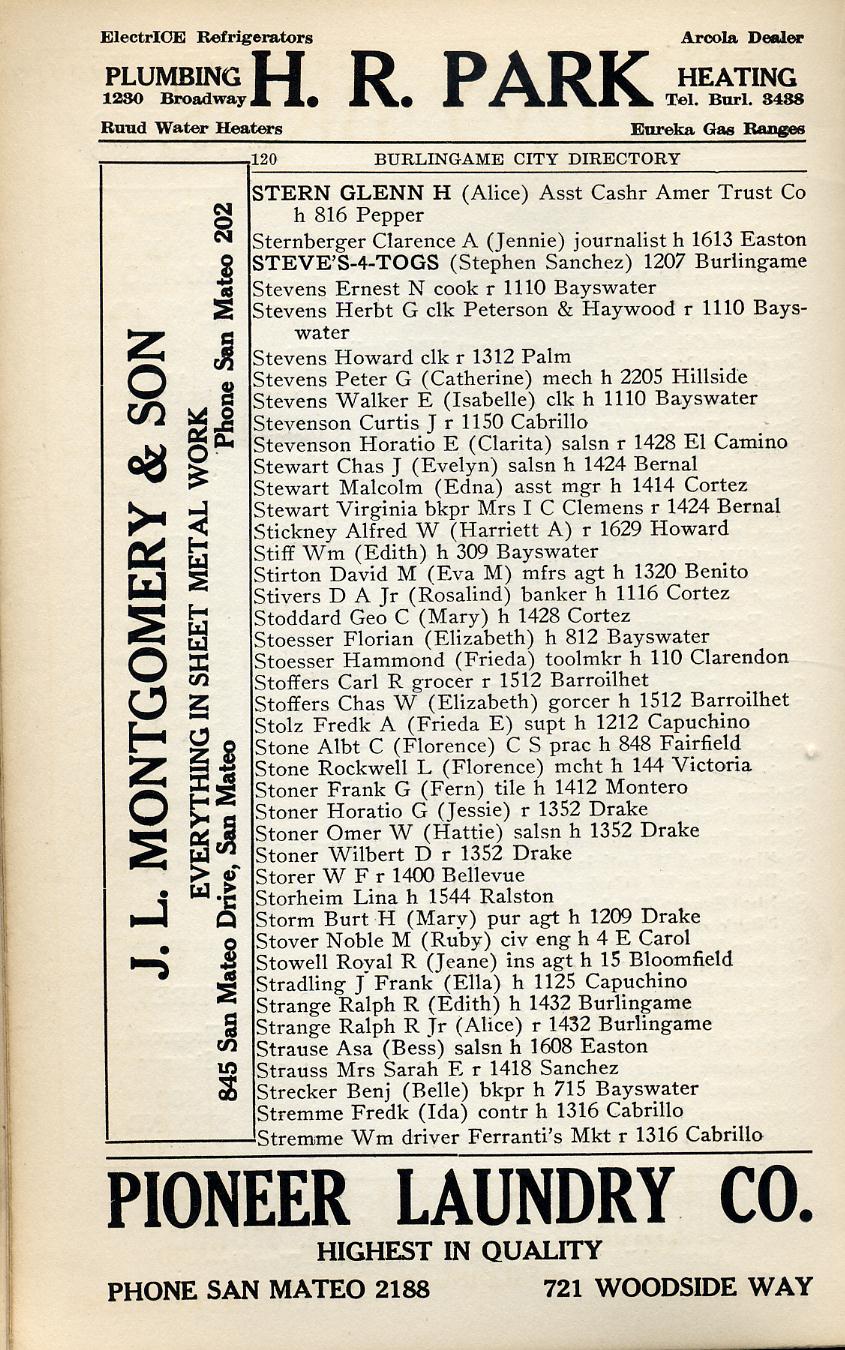 ElectrICE Refrigerators Arcola Dealer
PLUMBING H. R. PARK HEATING
1230 Broadway Tel. Burl. 3488
Ruud Water Heaters Eureka Gas Ranges
120 BURLINGAME CITY DIRECTORY
STERN GLENN H (Alice) Asst Cashr Amer Trust Co
h 816 Pepper
Sternberger Clarence A (Jennie) journalist h 1613 Easton
STEVE'S-4-TOGS (Stephen Sanchez) 1207 Burlingame
Stevens Ernest N cook r 1110 Bayswater
Stevens Herbt G clk Peterson & Haywood r 1110 Bays-
water
Stevens Howard clk r 1312 Palm
Stevens Peter G (Catherine) mech h 2205 Hillside
Stevens Walker E (Isabelle) clk h 1110 Bayswater
Stevenson Curtis J r 1150 Cabrillo
Stevenson Horatio E (Clarita) salsn r 1428 El Camino
Stewart Chas J (Evelyn) salsn h 1424 Bernal
Stewart Malcolm (Edna) asst mgr h 1414 Cortez
Stewart Virginia bkpr Mrs I C Clemens r 1424 Bernal
Stickney Alfred W (Harriett A) r 1629 Howard
Stiff Wm (Edith) h 309 Bayswater
Stirton David M (Eva M) mfrs agt h 1320 Benito
Stivers D A Jr (Rosalind) banker h 1116 Cortez
Stoddard Geo C (Mary) h 1428 Cortez
Stoesser Florian (Elizabeth) h 812 Bayswater
Stoesser Hammond (Frieda) toolmkr h 110 Clarendon
Stoffers Carl R grocer r 1512 Barroilhet
Stoffers Chas W (Elizabeth) gorcer h 1512 Barroilhet
Stolz Fredk A (Frieda E) supt h 1212 Capuchino
Stone Albt C (Florence) C S prac h 848 Fairfield
Stone Rockwell L (Florence) mcht h 144 Victoria
Stoner Frank G (Fern) tile h 1412 Montero
Stoner Horatio G (Jessie) r 1352 Drake
Stoner Omer W (Hattie) salsn h 1352 Drake
Stoner Wilbert D r 1352 Drake
Storer W F r 1400 Bellevue
Storheim Lina h 1544 Ralston
Storm Burt H (Mary) pur agt h 1209 Drake
Stover Noble M (Ruby) civ eng h 4 E Carol
Stowell Royal R (Jeane) ins agt h 15 Bloomfield
Stradling J Frank (Ella) h 1125 Capuchino
Strange Ralph R (Edith) h 1432 Burlingame
Strange Ralph R Jr (Alice) r 1432 Burlingame
Strause Asa (Bess) salsn h 1608 Easton
Strauss Mrs Sarah E r 1418 Sanchez
Strecker Benj (Belle) bkpr h 715 Bayswater
Stremme Fredk (Ida) contr h 1316 Cabrillo
Stremme Wm driver Ferranti's Mkt r 1316 Cabrillo
J. L. MONTGOMERY & SON
EVERYTHING IN SHEET METAL WORK
845 San Mateo Drive, San Mateo Phone San Mateo 202
PIONEER LAUNDRY CO.
HIGHEST IN QUALITY
PHONE SAN MATEO 2188 721 WOODSIDE WAY